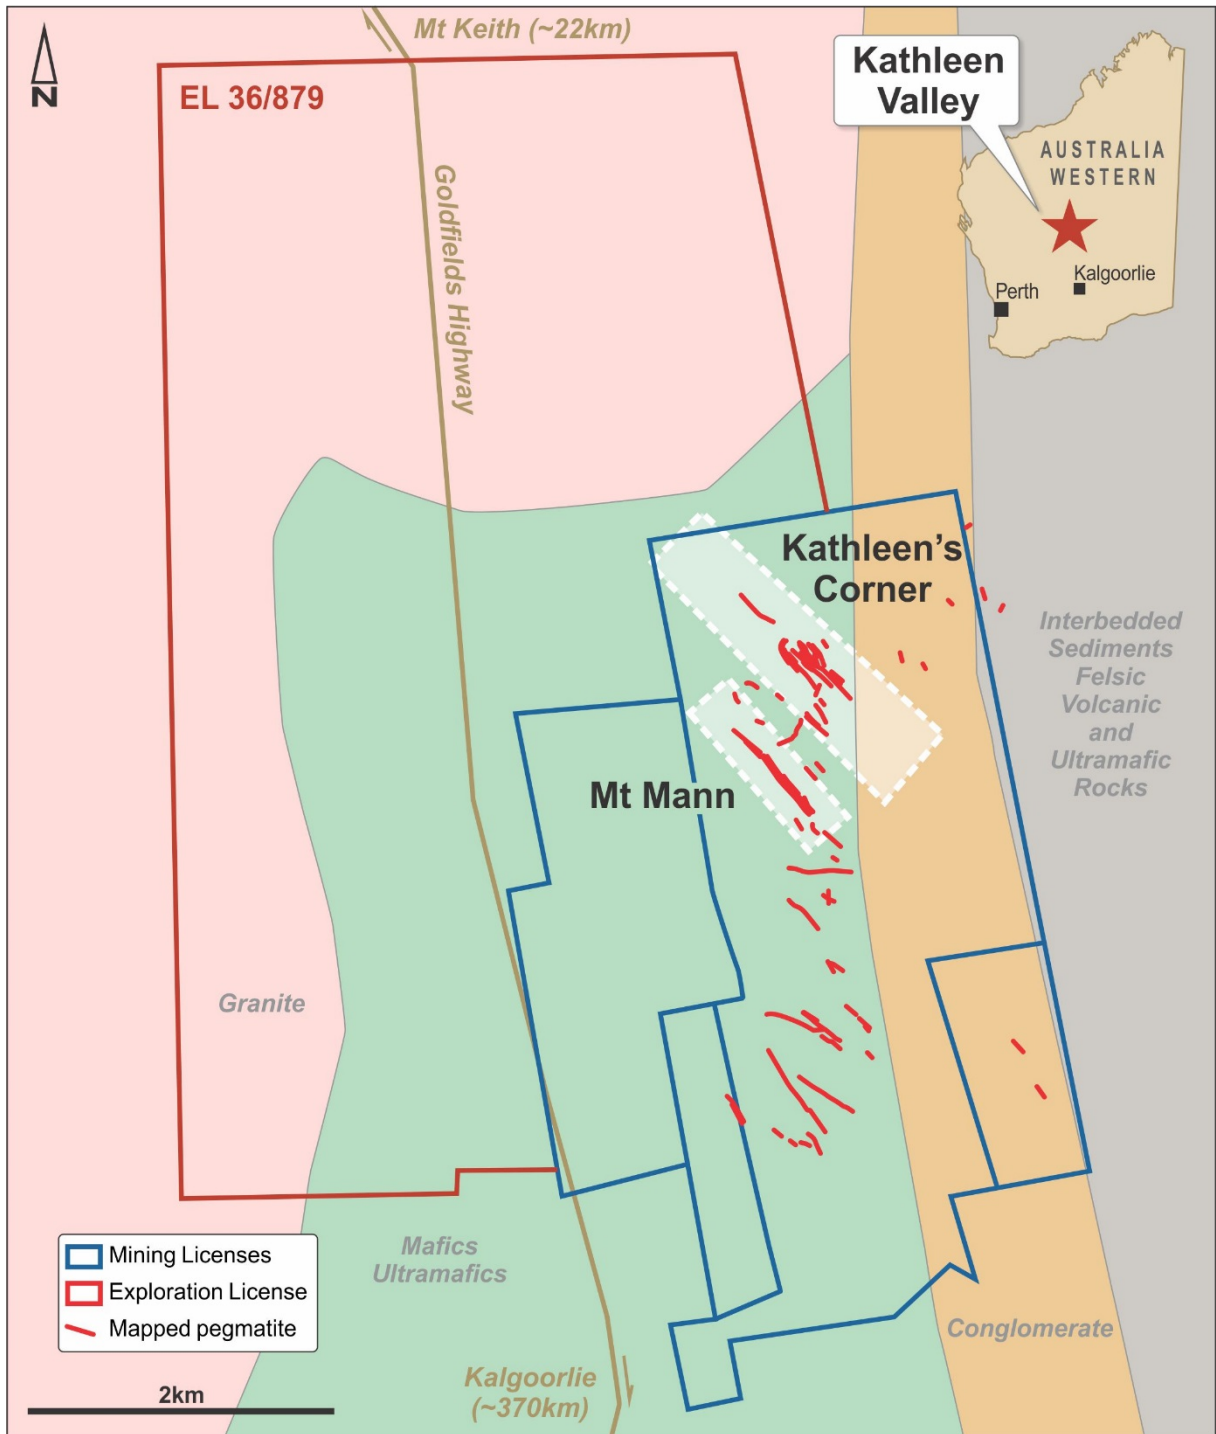 Mt Keith (~22km)
N
EL 36/879
Kathleen
Valley
AUSTRALIA
WESTERN
Kalgoorlie
Perth
Goldfields Highway
Kathleen's
Corner
Interbedded
Sediments
Felsic
Volcanic
and
Ultramafic
Rocks
Mt Mann
Granite
Mafics
Ultramafics
Conglomerate
Mining Licenses
Exploration License
Mapped pegmatite
2km
Kalgoorlie
(~370km)